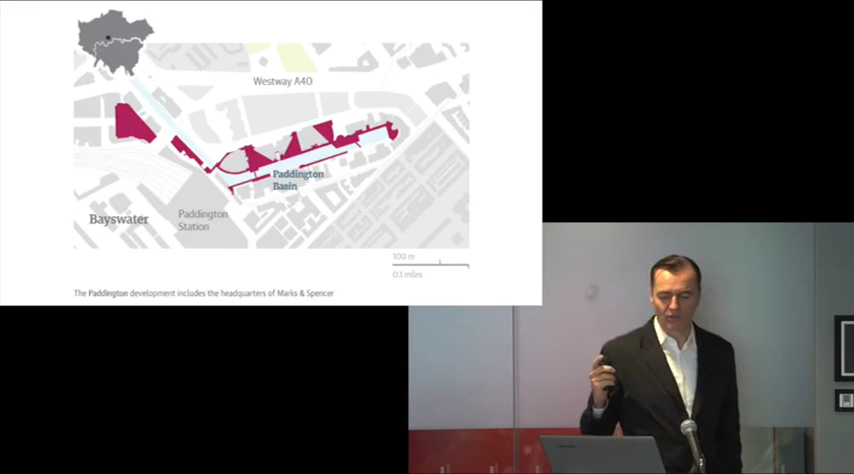 Westway A40
Paddington
Basin
Bayswater
Paddington
Station
100 m
0.1 miles
The Paddington development includes the headquarters of Marks & Spencer